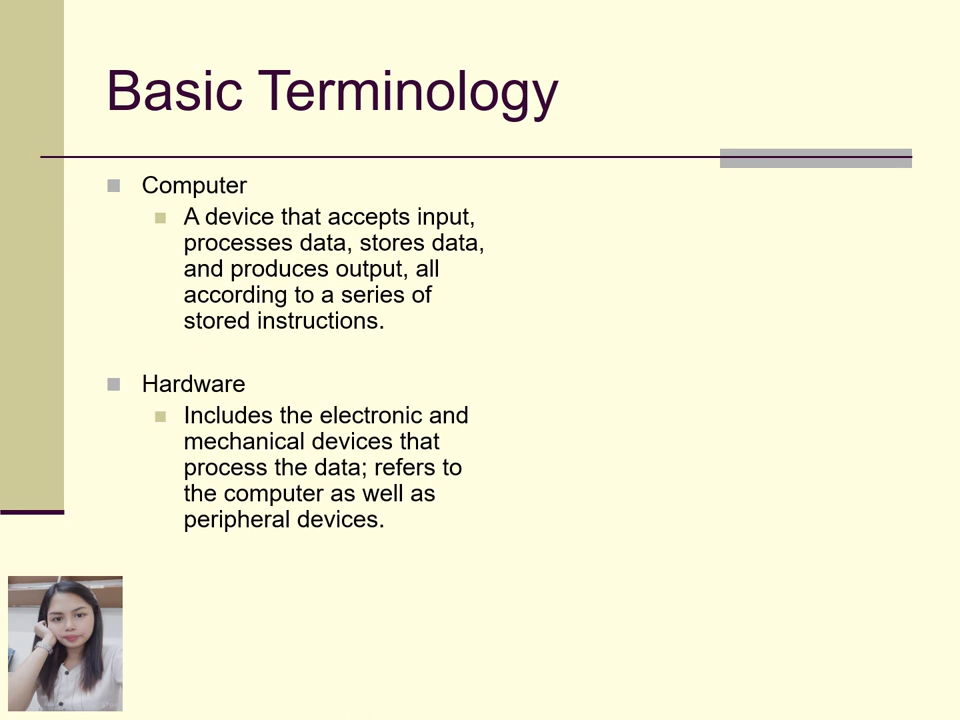 Basic Terminology
Computer
A device that accepts input,
processes data, stores data,
and produces output, all
according to a series of
stored instructions.
Hardware
Includes the electronic and
mechanical devices that
process the data; refers to
the computer as well as
peripheral devices.